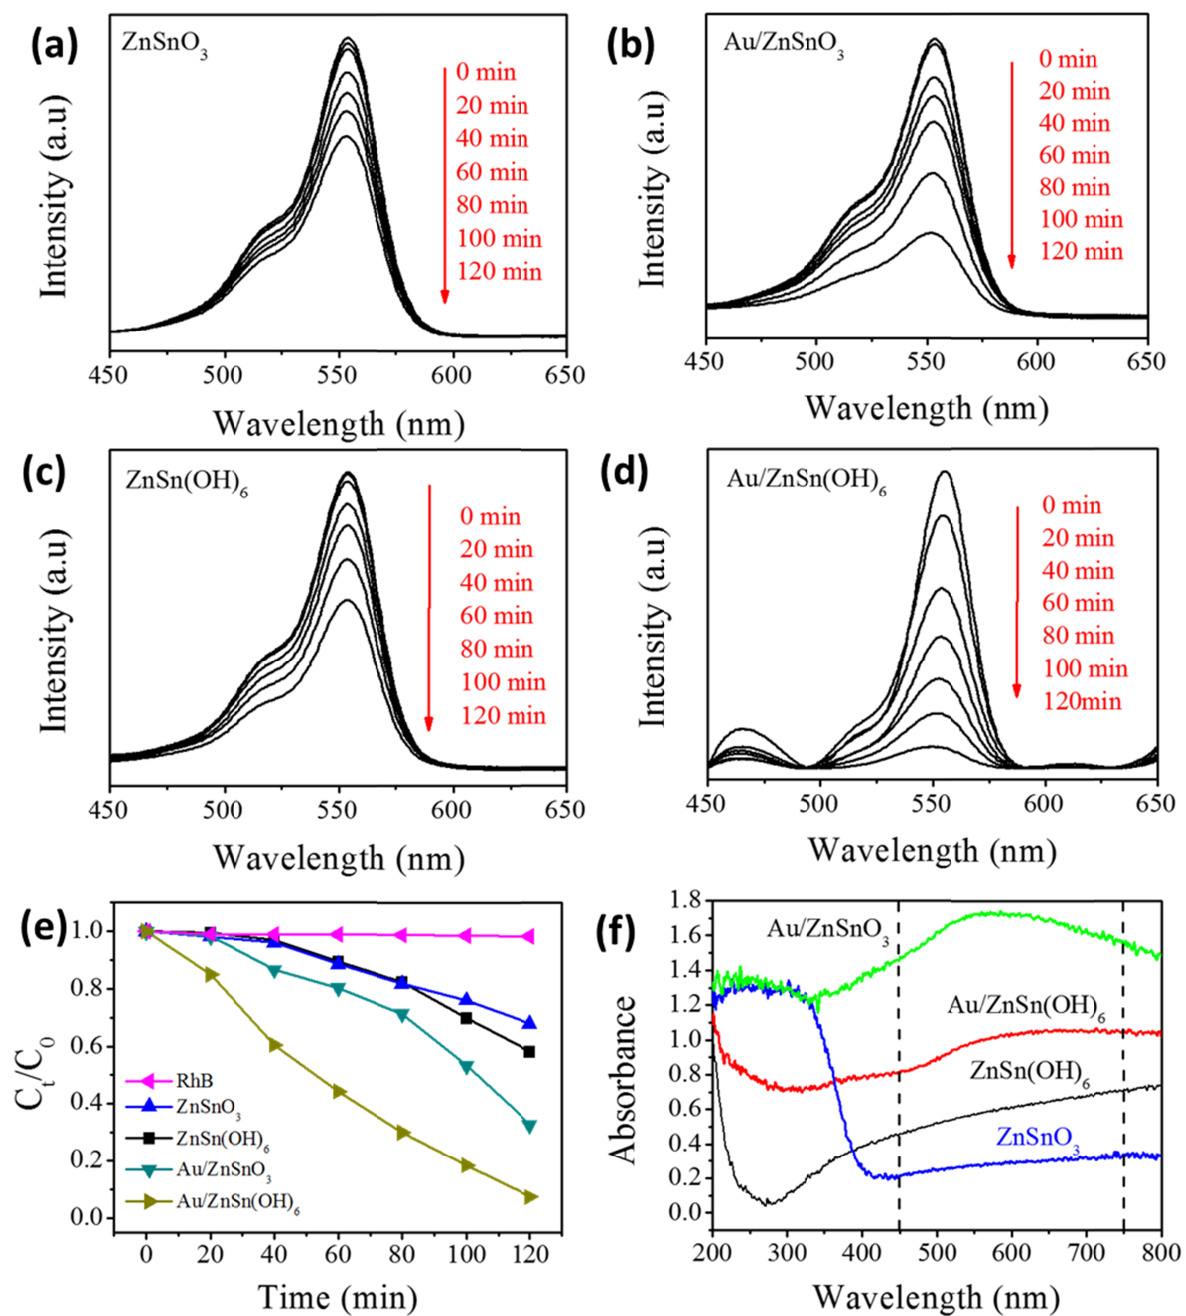 (a)
ZnSnO3
0 min
20 min
40 min
60 min
80 min
100 min
120 min
Intensity (a.u)
450 500 550 600 650
Wavelength (nm)
(b)
Au/ZnSnO3
0 min
20 min
40 min
60 min
80 min
100 min
120 min
Intensity (a.u)
450 500 550 600 650
Wavelength (nm)
(c)
ZnSn(OH)6
0 min
20 min
40 min
60 min
80 min
100 min
120 min
Intensity (a.u)
450 500 550 600 650
Wavelength (nm)
(d)
Au/ZnSn(OH)6
0 min
20 min
40 min
60 min
80 min
100 min
120min
Intensity (a.u)
450 500 550 600 650
Wavelength (nm)
(e)
1.0
0.8
0.6
0.4
0.2
0.0
Ct/C0
RhB
ZnSnO3
ZnSn(OH)6
Au/ZnSnO3
Au/ZnSn(OH)6
0 20 40 60 80 100 120
Time (min)
(f)
1.8
1.6
1.4
1.2
1.0
0.8
0.6
0.4
0.2
0.0
Absorbance
Au/ZnSnO3
Au/ZnSn(OH)6
ZnSn(OH)6
ZnSnO3
200 300 400 500 600 700 800
Wavelength (nm)